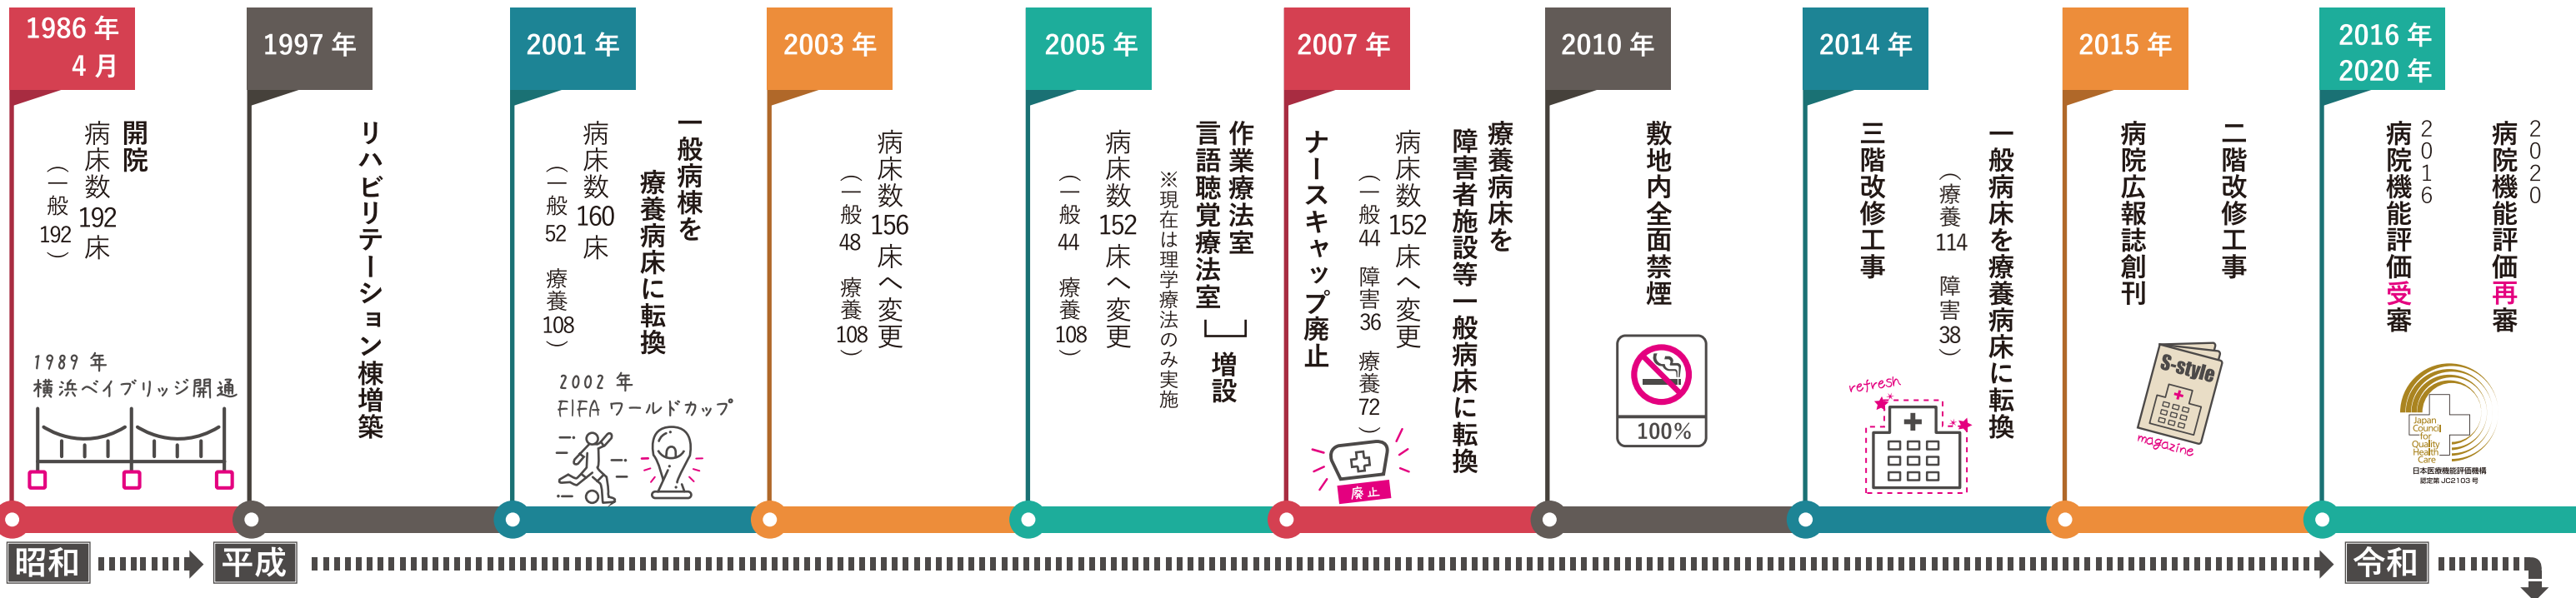 1986 年
4 月
開院
病床数 192 床
（一般 192）
1989 年
横浜ベイブリッジ開通
1997 年
リハビリテーション棟増築
2001 年
一般病棟を
療養病床に転換
病床数 160 床
（一般 52　療養 108）
2002 年
FIFA ワールドカップ
2003 年
病床数 156 床へ変更
（一般 48　療養 108）
2005 年
作業療法室
言語聴覚療法室
増設
※現在は理学療法のみ実施
病床数 152 床へ変更
（一般 44　療養 108）
2007 年
療養病床を
障害者施設等一般病床に転換
病床数 152 床へ変更
（一般 44　障害 36　療養 72）
ナースキャップ廃止
廃止
2010 年
敷地内全面禁煙
100%
2014 年
一般病床を療養病床に転換
（療養 114　障害 38）
三階改修工事
refresh
2015 年
二階改修工事
病院広報誌創刊
S-style
magazine
2016 年
2020 年
2020
病院機能評価再審
2016
病院機能評価受審
Japan
Council
for
Quality
Health
Care
日本医療機能評価機構
認定第 JC2103 号
昭和
平成
令和